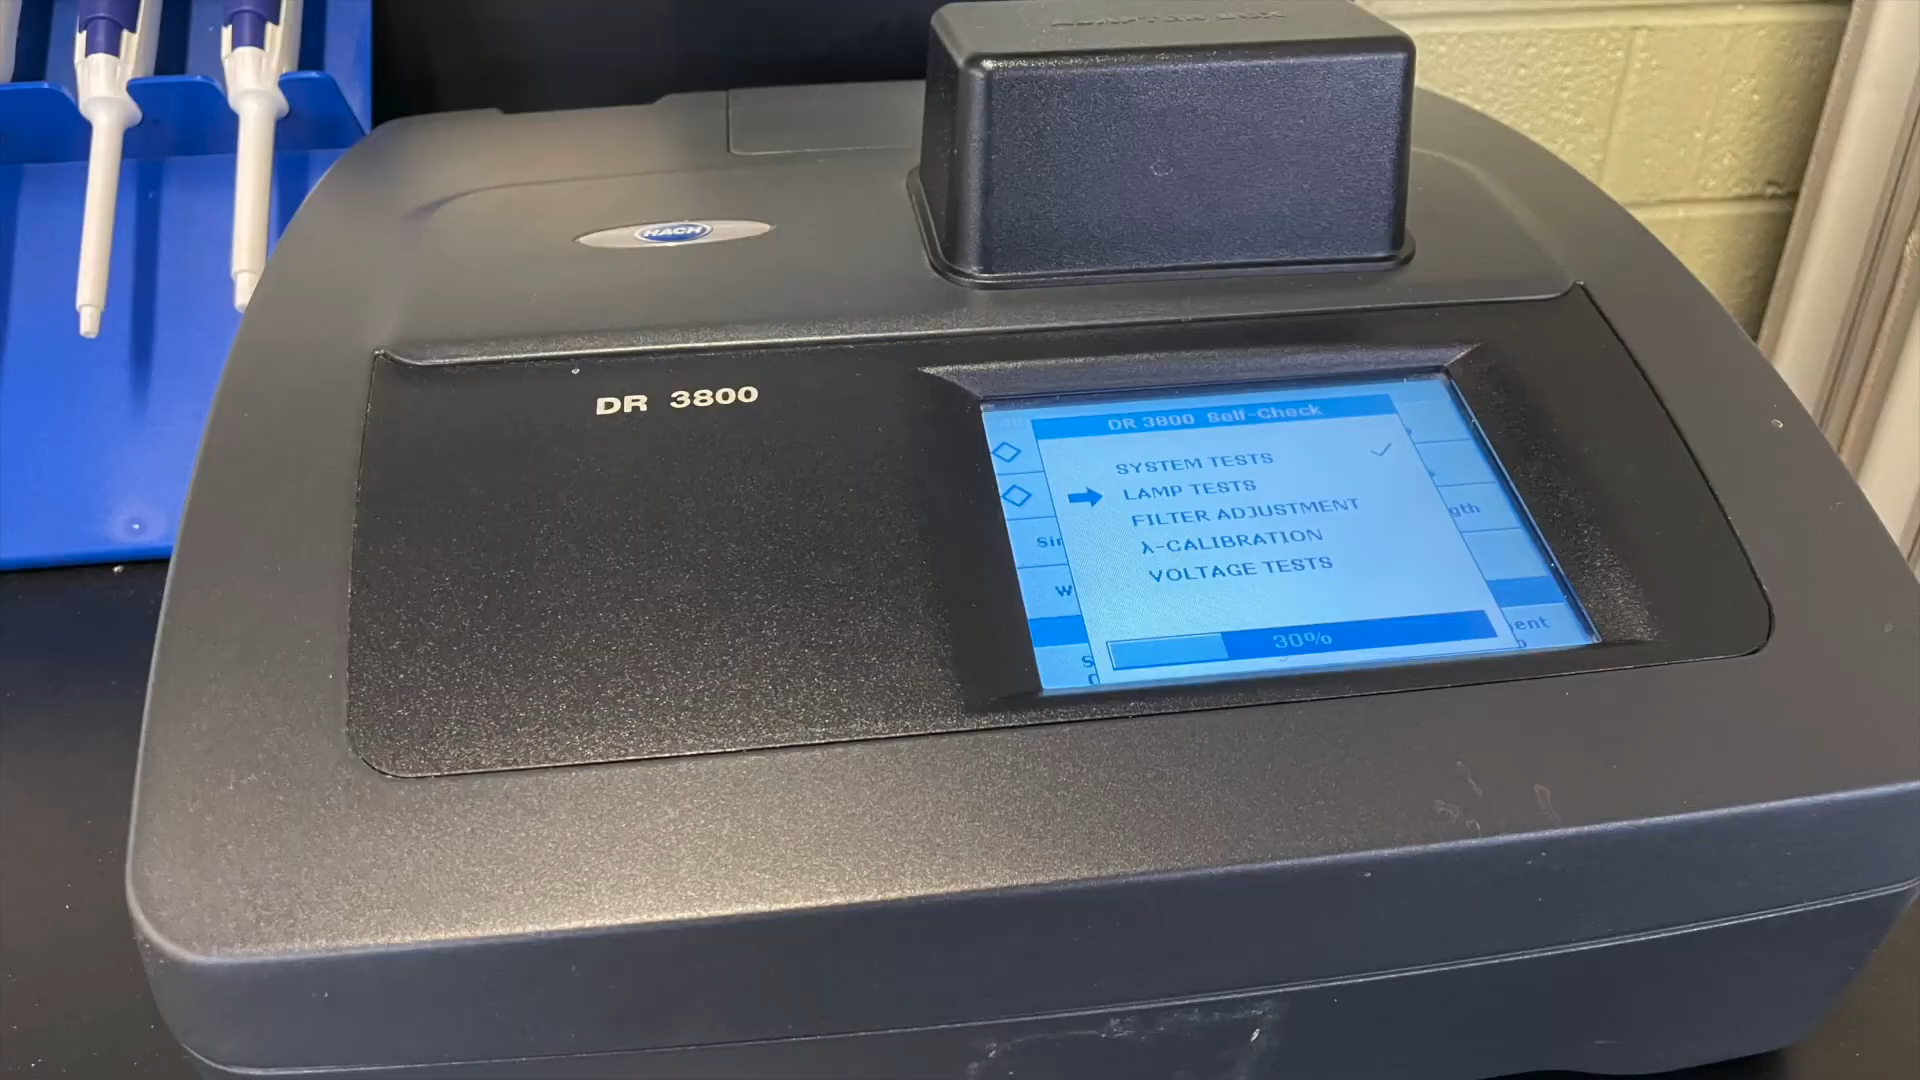 HACH
DR 3800
DR 3800 Self-Check
SYSTEM TESTS
LAMP TESTS
FILTER ADJUSTMENT
λ-CALIBRATION
VOLTAGE TESTS
30%